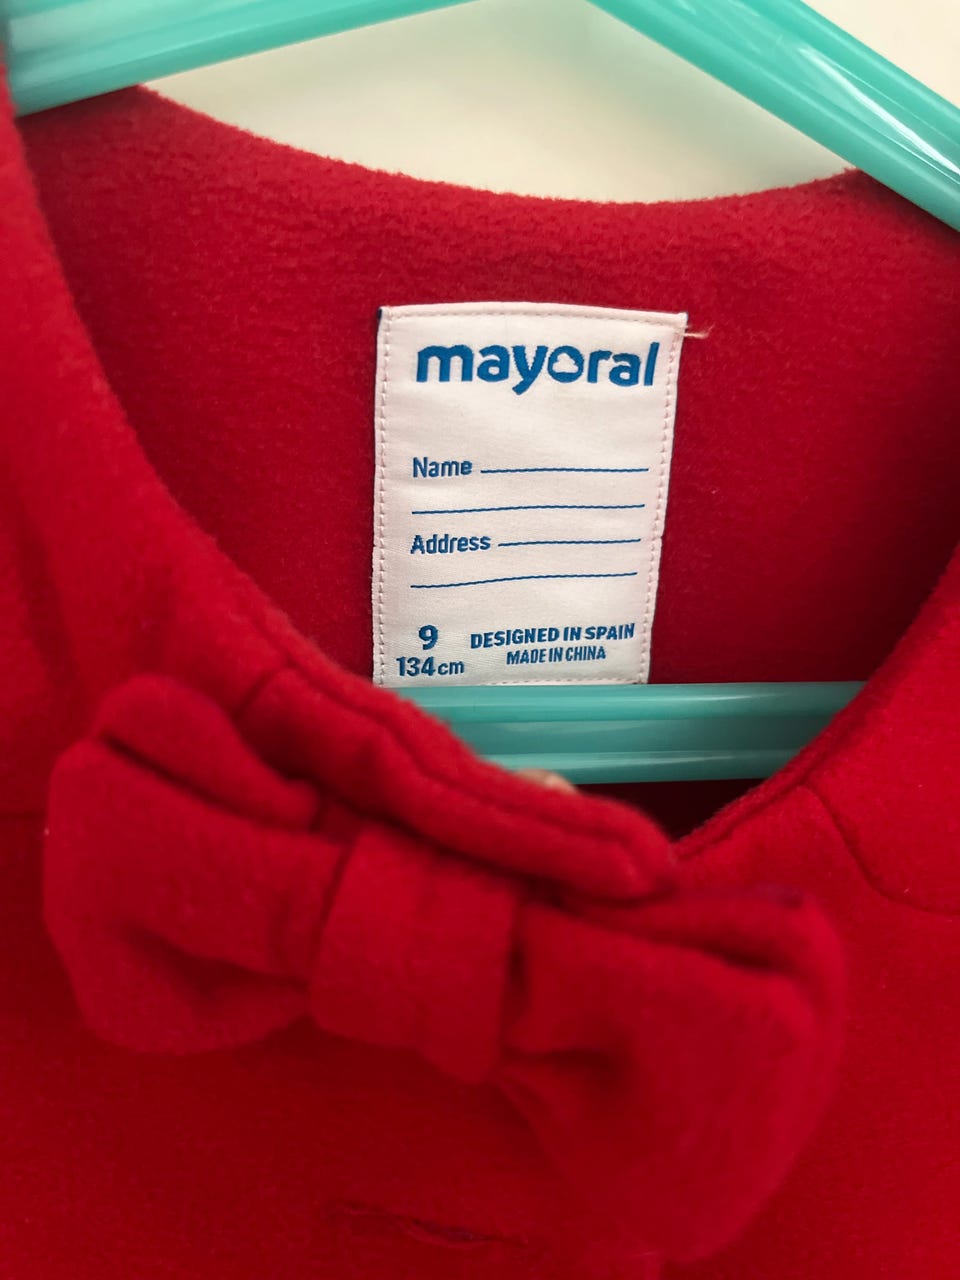 mayoral
Name
Address
9 DESIGNED IN SPAIN
134cm MADE IN CHINA